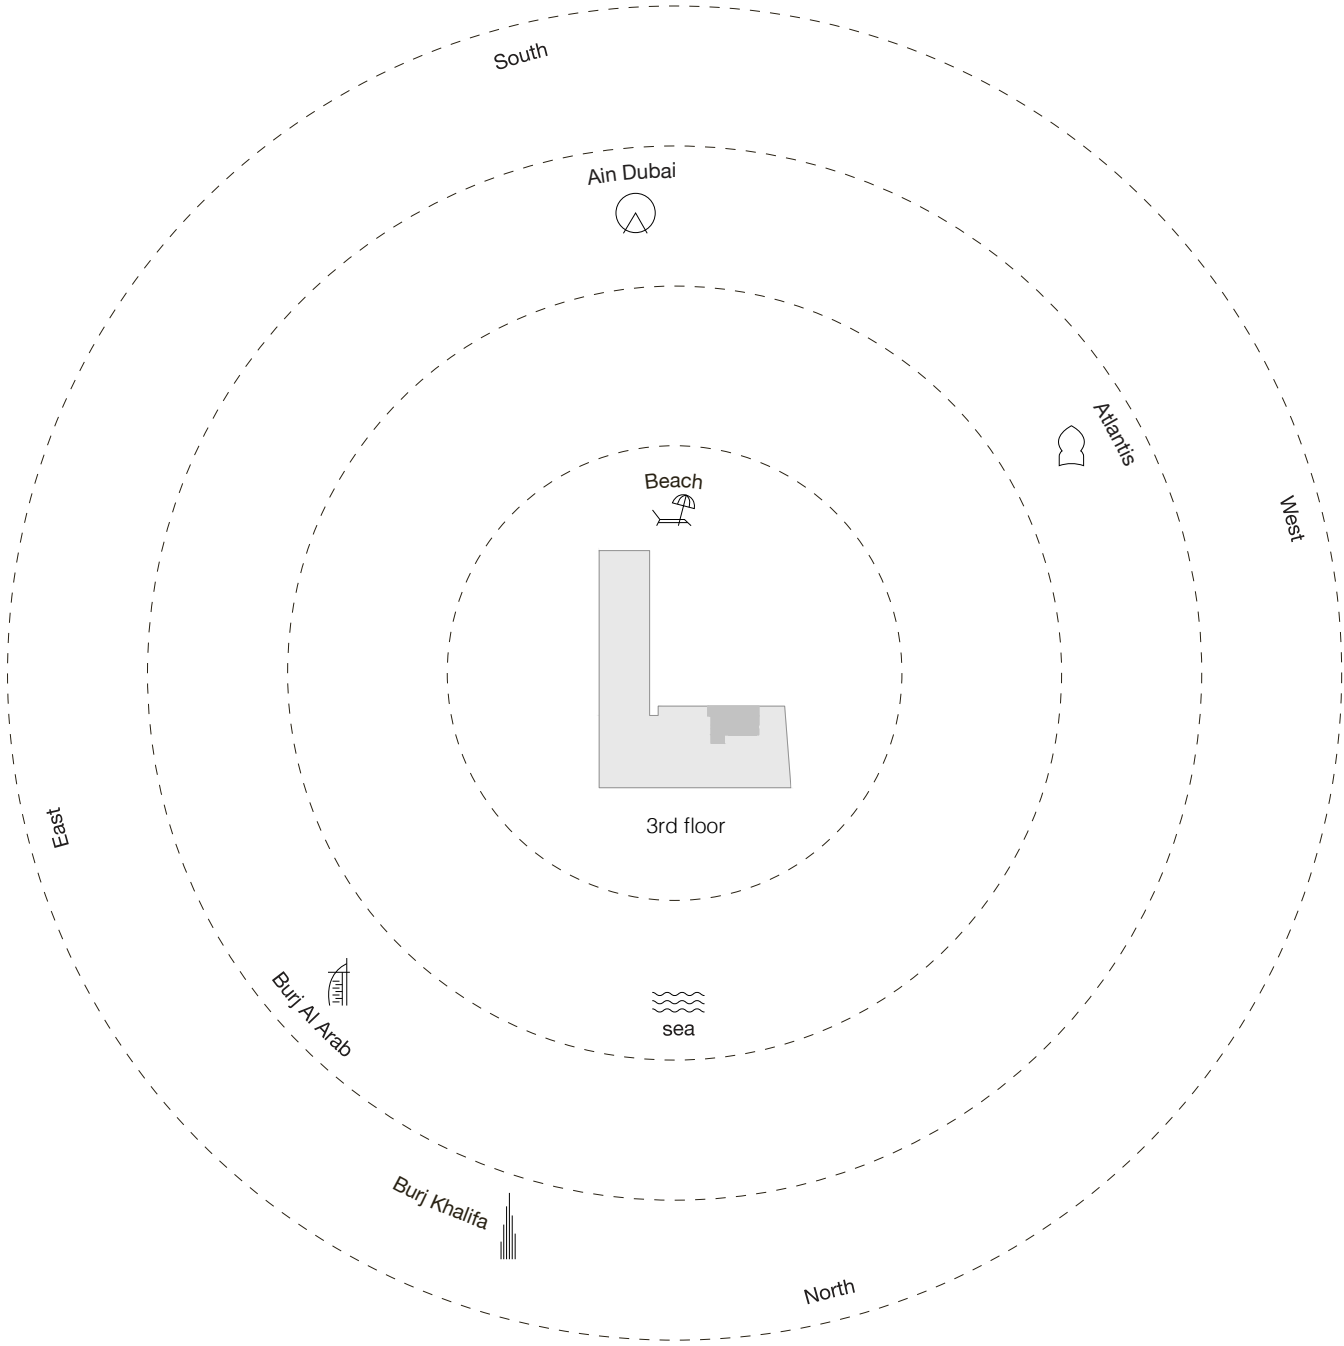 South
Ain Dubai
Atlantis
Beach
West
East
3rd floor
Burj Al Arab
sea
Burj Khalifa
North